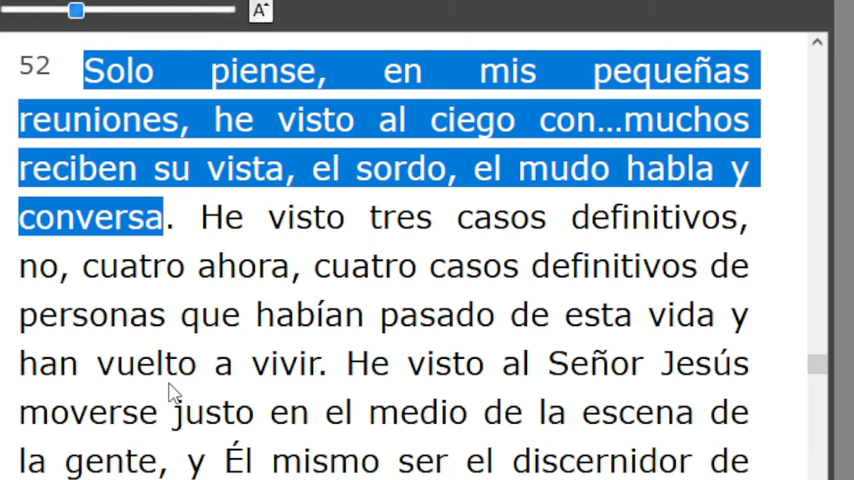 A
52 Solo piense, en mis pequeñas
reuniones, he visto al ciego con…muchos
reciben su vista, el sordo, el mudo habla y
conversa. He visto tres casos definitivos,
no, cuatro ahora, cuatro casos definitivos de
personas que habían pasado de esta vida y
han vuelto a vivir. He visto al Señor Jesús
moverse justo en el medio de la escena de
la gente, y Él mismo ser el discernidor de